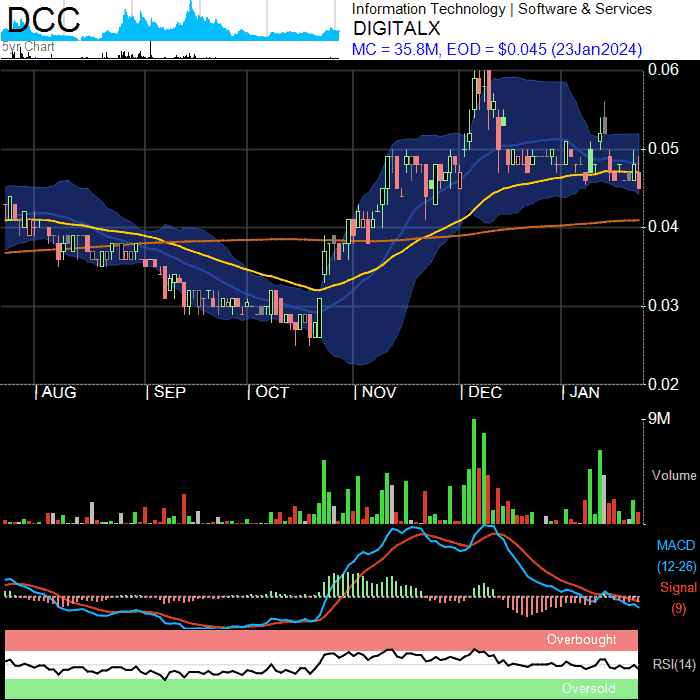 DCC
5yr Chart
Information Technology | Software & Services
DIGITALX
MC = 35.8M, EOD = $0.045 (23Jan2024)
0.06
0.05
0.04
0.03
0.02
AUG
SEP
OCT
NOV
DEC
JAN
9M
Volume
MACD
(12-26)
Signal
(9)
Overbought
RSI(14)
Oversold